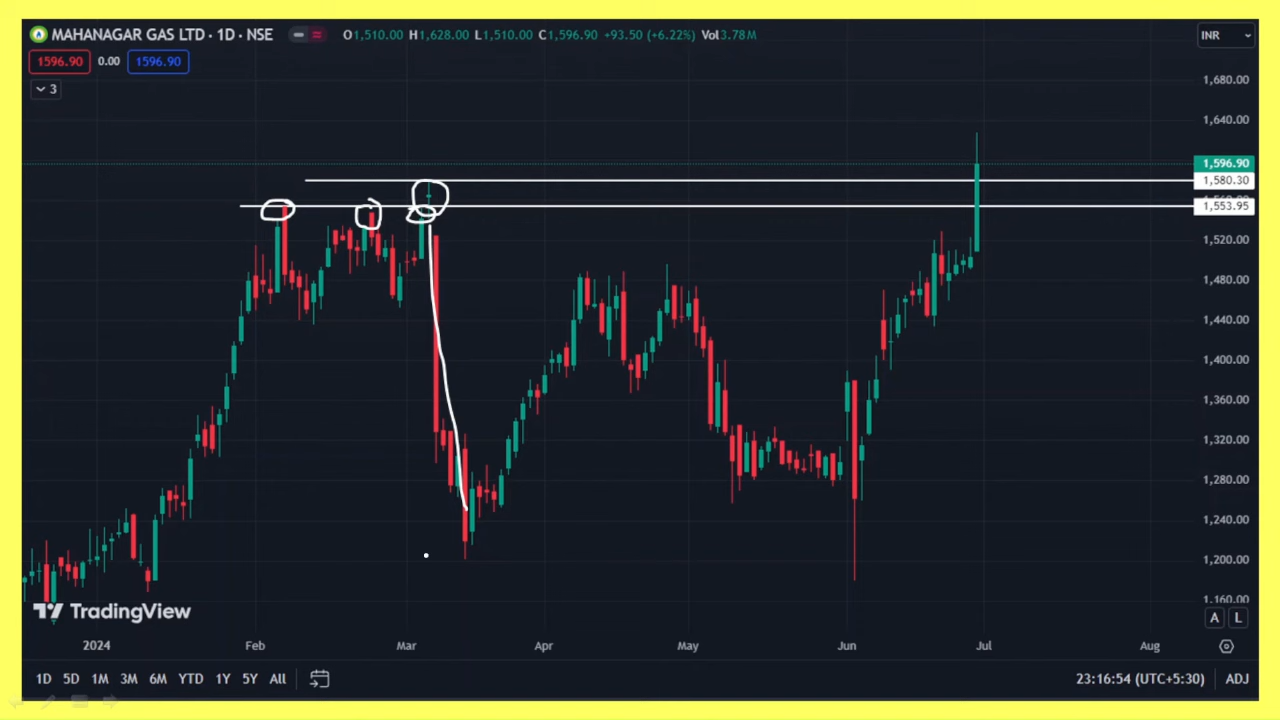 MAHANAGAR GAS LTD · 1D · NSE
O1,510.00 H1,628.00 L1,510.00 C1,596.90 +93.50 (+6.22%) Vol3.78M
INR
1596.90 0.00 1596.90
3
1,680.00
1,640.00
1,596.90
1,580.30
1,553.95
1,520.00
1,480.00
1,440.00
1,400.00
1,360.00
1,320.00
1,280.00
1,240.00
1,200.00
1,160.00
TradingView
A L
2024 Feb Mar Apr May Jun Jul Aug
1D 5D 1M 3M 6M YTD 1Y 5Y All
23:16:54 (UTC+5:30) ADJ